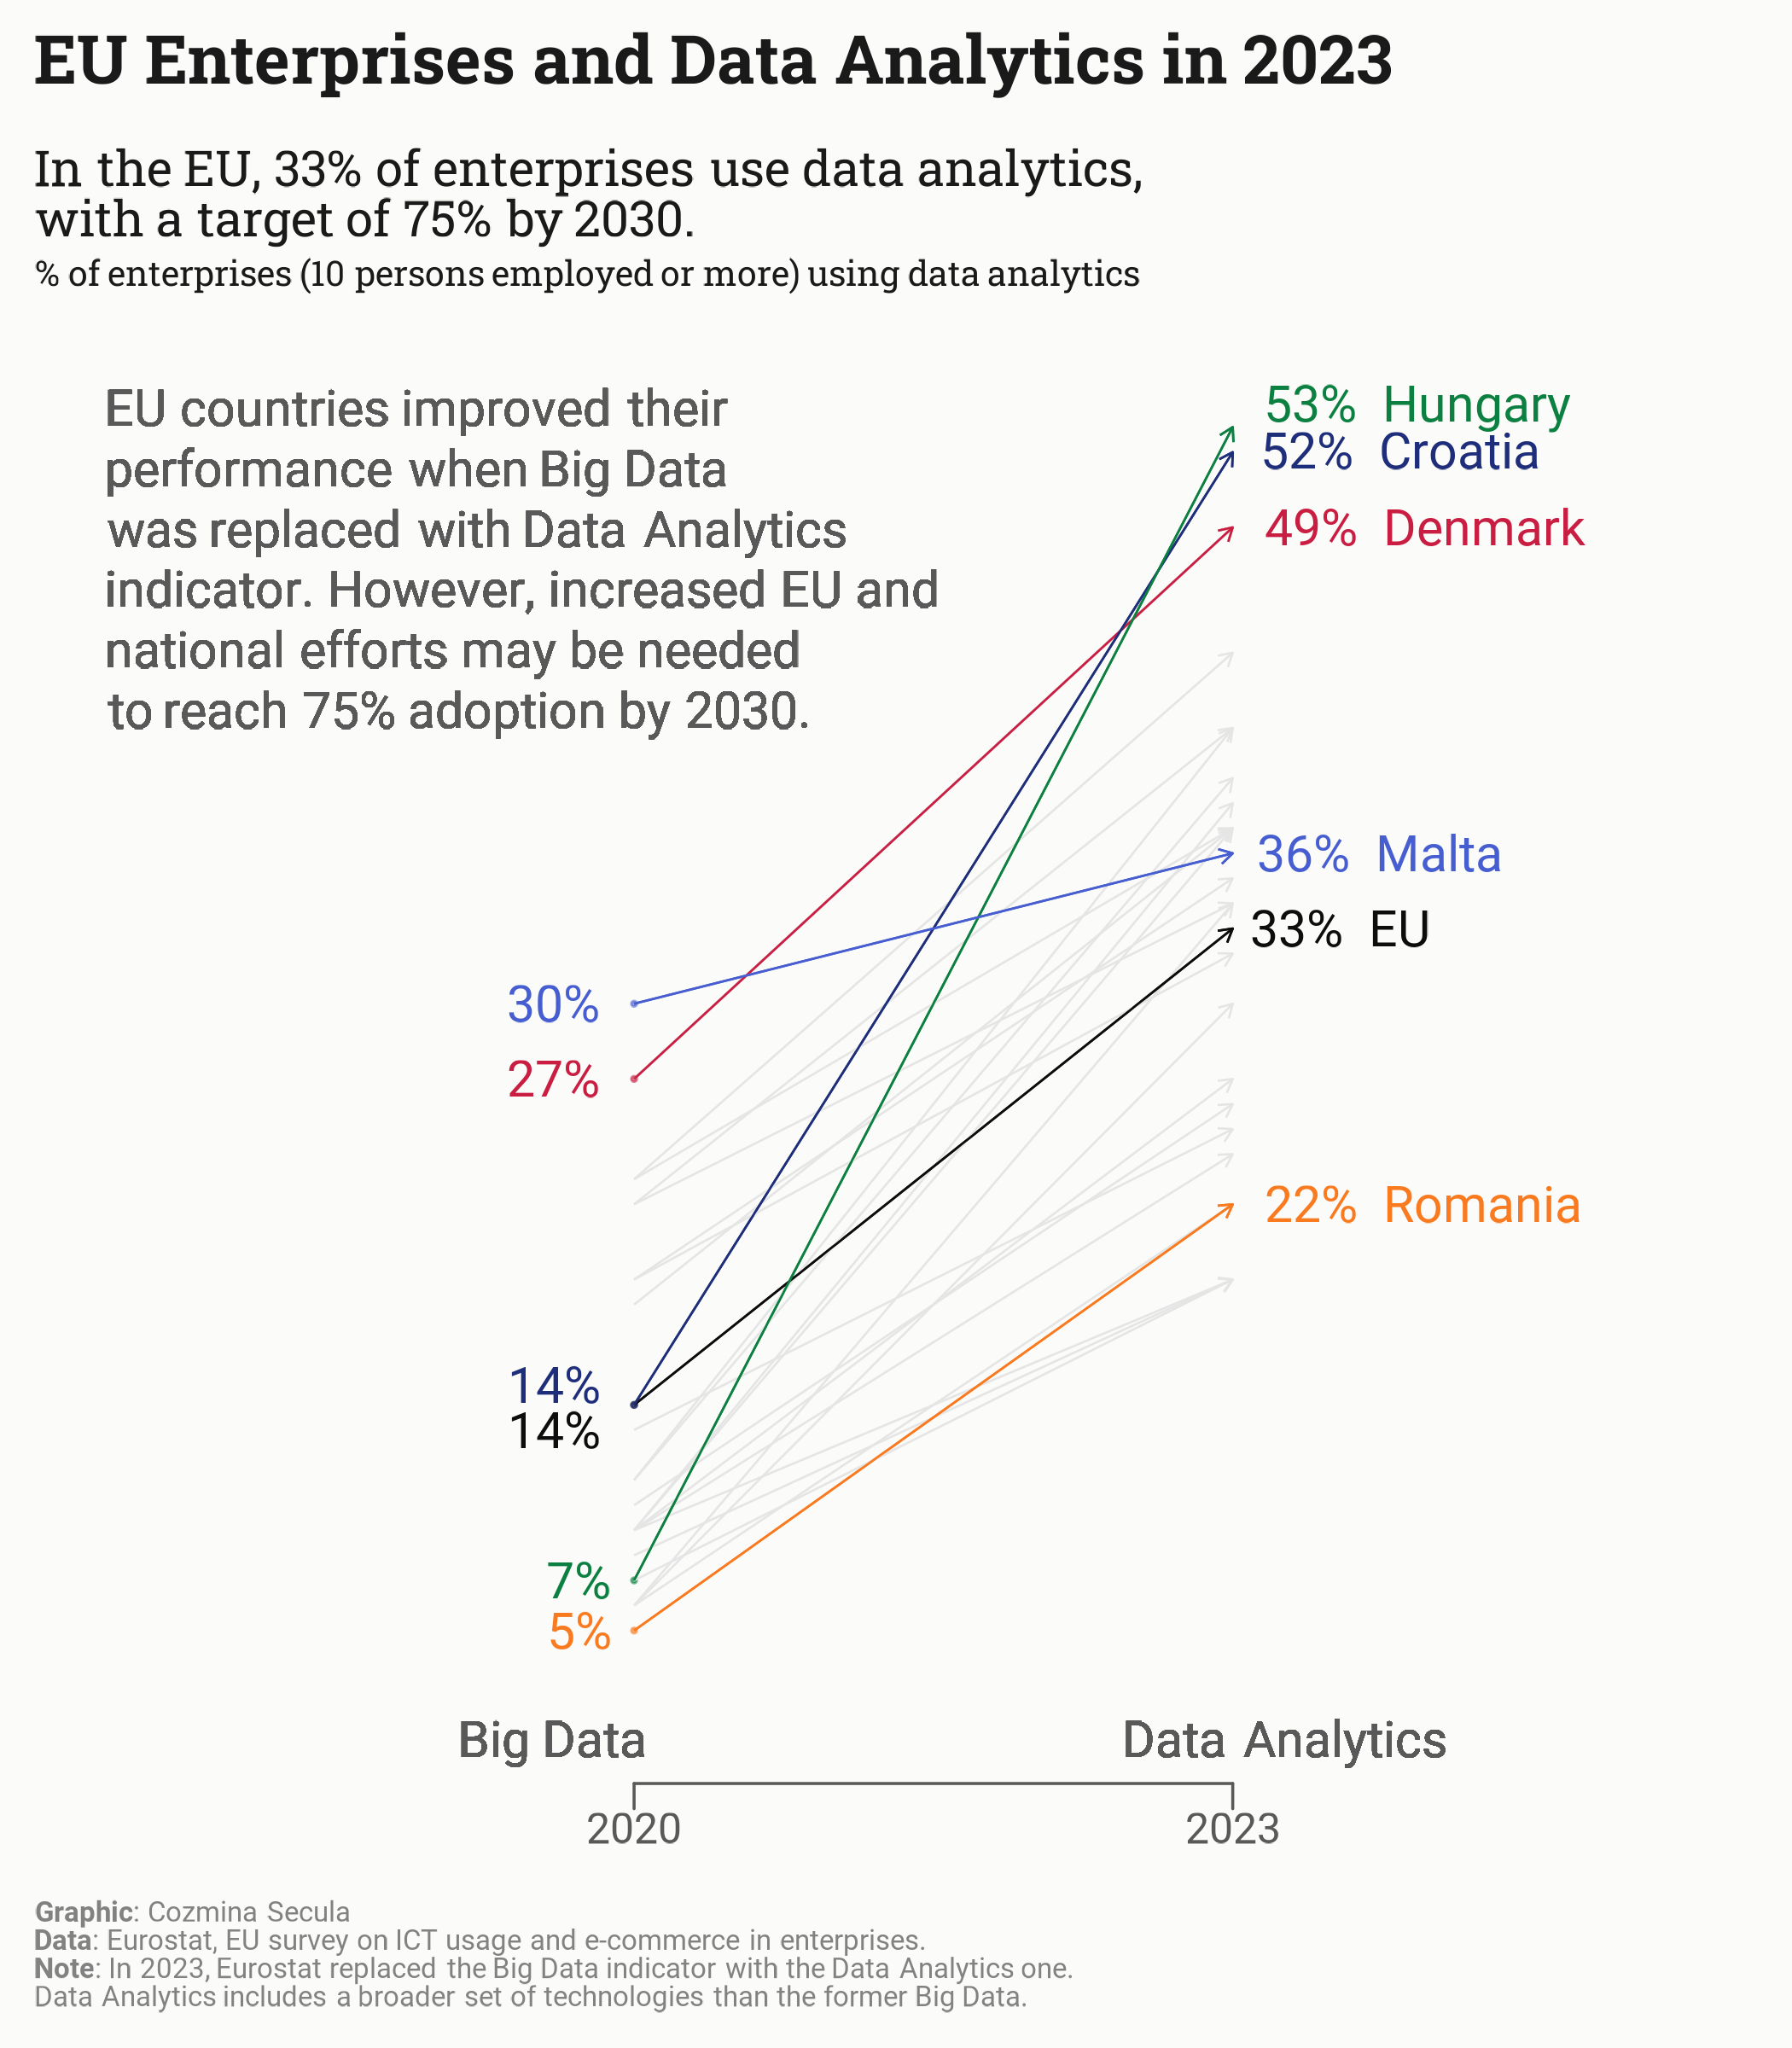 EU Enterprises and Data Analytics in 2023
In the EU, 33% of enterprises use data analytics,
with a target of 75% by 2030.
% of enterprises (10 persons employed or more) using data analytics
EU countries improved their
performance when Big Data
was replaced with Data Analytics
indicator. However, increased EU and
national efforts may be needed
to reach 75% adoption by 2030.
53% Hungary
52% Croatia
49% Denmark
36% Malta
33% EU
30%
27%
22% Romania
14%
14%
7%
5%
Big Data
Data Analytics
2020
2023
Graphic: Cozmina Secula
Data: Eurostat, EU survey on ICT usage and e-commerce in enterprises.
Note: In 2023, Eurostat replaced the Big Data indicator with the Data Analytics one.
Data Analytics includes a broader set of technologies than the former Big Data.